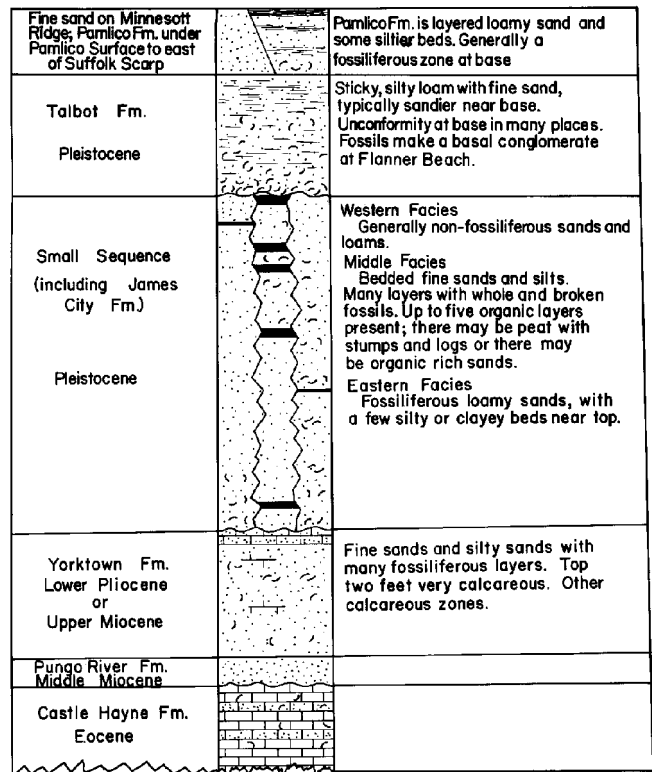 Fine sand on Minnesott
Ridge; Pamlico Fm. under
Pamlico Surface to east
of Suffolk Scarp
Pamlico Fm. is layered loamy sand and
some siltier beds. Generally a
fossiliferous zone at base
Talbot Fm.
Pleistocene
Sticky, silty loam with fine sand,
typically sandier near base.
Unconformity at base in many places.
Fossils make a basal conglomerate
at Flanner Beach.
Small Sequence
(including James
City Fm.)
Pleistocene
Western Facies
Generally non-fossiliferous sands and
loams.
Middle Facies
Bedded fine sands and silts.
Many layers with whole and broken
fossils. Up to five organic layers
present; there may be peat with
stumps and logs or there may
be organic rich sands.
Eastern Facies
Fossiliferous loamy sands, with
a few silty or clayey beds near top.
Yorktown Fm.
Lower Pliocene
or
Upper Miocene
Fine sands and silty sands with
many fossiliferous layers. Top
two feet very calcareous. Other
calcareous zones.
Pungo River Fm.
Middle Miocene
Castle Hayne Fm.
Eocene